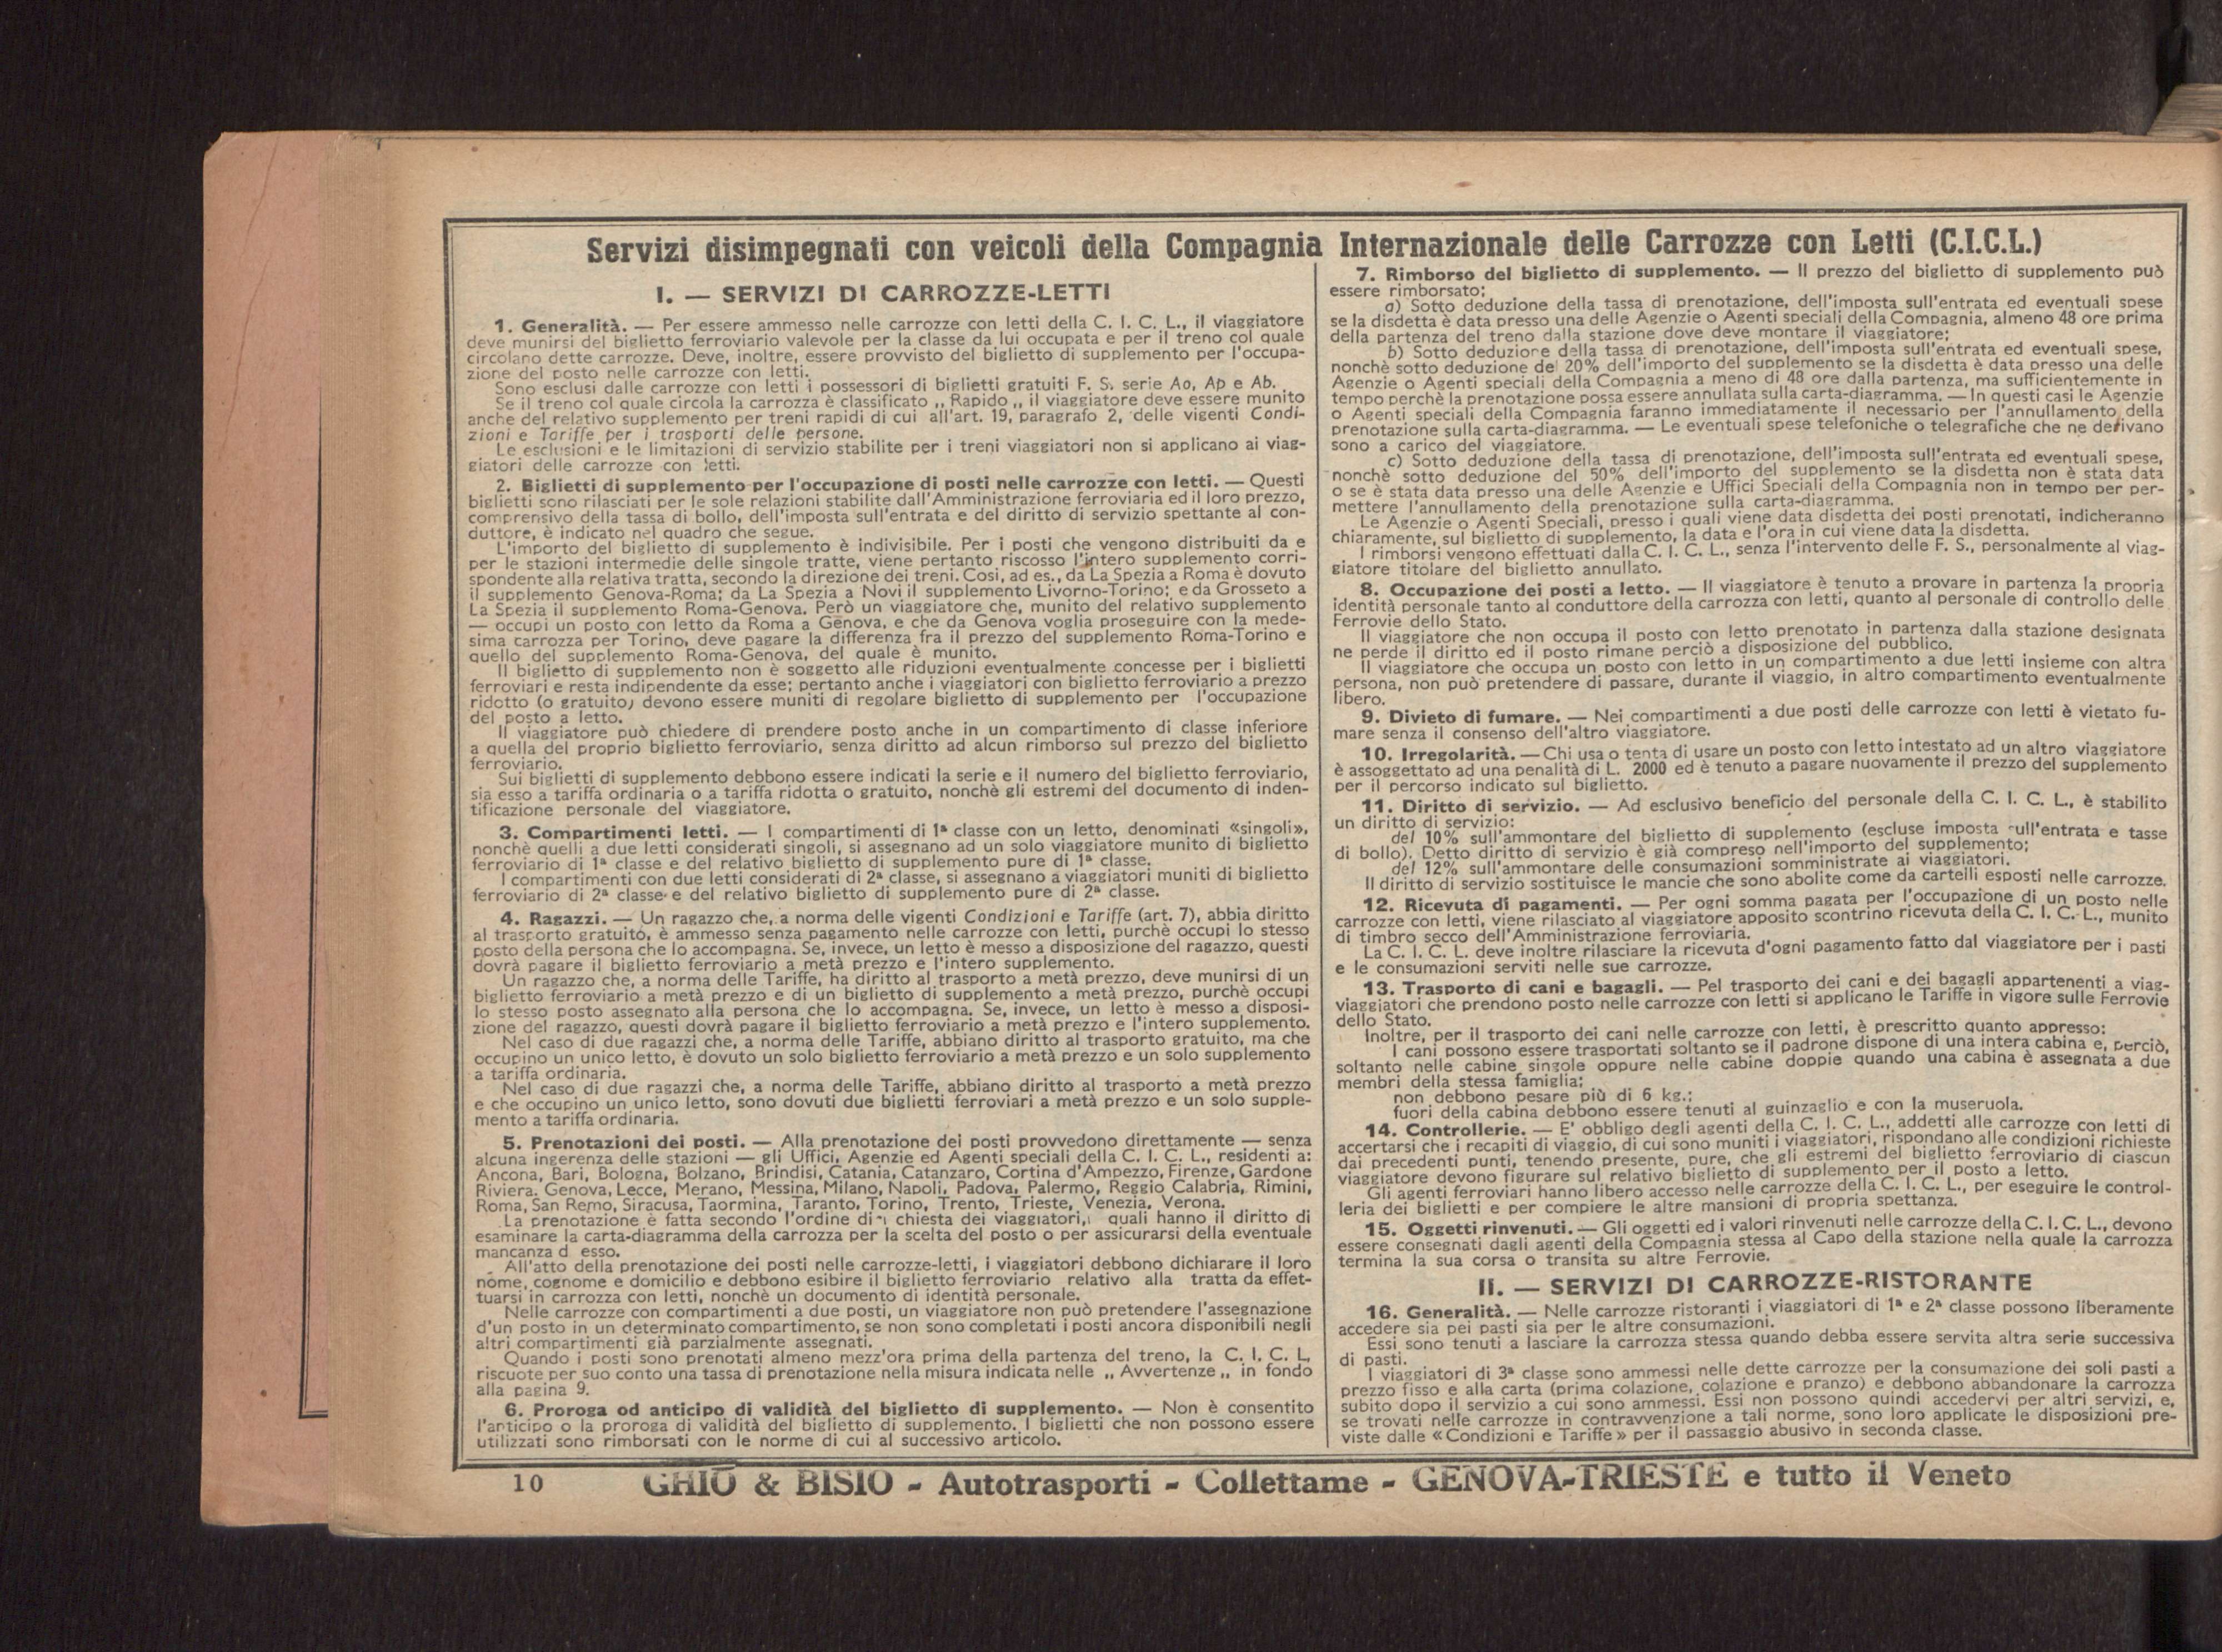 Servizi disimpegnati con veicoli della Compagnia Internazionale delle Carrozze con Letti (C.I.C.L.)
I. — SERVIZI DI CARROZZE-LETTI
1. Generalità. — Per essere ammesso nelle carrozze con letti della C. I. C. L., il viaggiatore
deve munirsi del biglietto ferroviario valevole per la classe da lui occupata e per il treno col quale
circolano dette carrozze. Deve, inoltre, essere provvisto del biglietto di supplemento per l'occupa-
zione del posto nelle carrozze con letti.
Sono esclusi dalle carrozze con letti i possessori di biglietti gratuiti F. S. serie Ao, Ap e Ab.
Se il treno col quale circola la carrozza è classificato „ Rapido „ il viaggiatore deve essere munito
anche del relativo supplemento per treni rapidi di cui all'art. 19, paragrafo 2, delle vigenti Condi-
zioni e Tariffe per i trasporti delle persone.
Le esclusioni e le limitazioni di servizio stabilite per i treni viaggiatori non si applicano ai viag-
giatori delle carrozze con letti.
2. Biglietti di supplemento per l'occupazione di posti nelle carrozze con letti. — Questi
biglietti sono rilasciati per le sole relazioni stabilite dall'Amministrazione ferroviaria ed il loro prezzo,
comprensivo della tassa di bollo, dell'imposta sull'entrata e del diritto di servizio spettante al con-
duttore, è indicato nel quadro che segue.
L'importo del biglietto di supplemento è indivisibile. Per i posti che vengono distribuiti da e
per le stazioni intermedie delle singole tratte, viene pertanto riscosso l'intero supplemento corri-
spondente alla relativa tratta, secondo la direzione dei treni. Così, ad es., da La Spezia a Roma è dovuto
il supplemento Genova-Roma; da La Spezia a Novi il supplemento Livorno-Torino; e da Grosseto a
La Spezia il supplemento Roma-Genova. Però un viaggiatore che, munito del relativo supplemento
— occupi un posto con letto da Roma a Genova, e che da Genova voglia proseguire con la mede-
sima carrozza per Torino, deve pagare la differenza fra il prezzo del supplemento Roma-Torino e
quello del supplemento Roma-Genova, del quale è munito.
Il biglietto di supplemento non è soggetto alle riduzioni eventualmente concesse per i biglietti
ferroviari e resta indipendente da esse; pertanto anche i viaggiatori con biglietto ferroviario a prezzo
ridotto (o gratuito) devono essere muniti di regolare biglietto di supplemento per l'occupazione
del posto a letto.
Il viaggiatore può chiedere di prendere posto anche in un compartimento di classe inferiore
a quella del proprio biglietto ferroviario, senza diritto ad alcun rimborso sul prezzo del biglietto
ferroviario.
Sui biglietti di supplemento debbono essere indicati la serie e il numero del biglietto ferroviario,
sia esso a tariffa ordinaria o a tariffa ridotta o gratuito, nonchè gli estremi del documento di inden-
tificazione personale del viaggiatore.
3. Compartimenti letti. — I compartimenti di 1ª classe con un letto, denominati «singoli»,
nonchè quelli a due letti considerati singoli, si assegnano ad un solo viaggiatore munito di biglietto
ferroviario di 1ª classe e del relativo biglietto di supplemento pure di 1ª classe.
I compartimenti con due letti considerati di 2ª classe, si assegnano a viaggiatori muniti di biglietto
ferroviario di 2ª classe e del relativo biglietto di supplemento pure di 2ª classe.
4. Ragazzi. — Un ragazzo che, a norma delle vigenti Condizioni e Tariffe (art. 7), abbia diritto
al trasporto gratuito, è ammesso senza pagamento nelle carrozze con letti, purchè occupi lo stesso
posto della persona che lo accompagna. Se, invece, un letto è messo a disposizione del ragazzo, questi
dovrà pagare il biglietto ferroviario a metà prezzo e l'intero supplemento.
Un ragazzo che, a norma delle Tariffe, ha diritto al trasporto a metà prezzo, deve munirsi di un
biglietto ferroviario a metà prezzo e di un biglietto di supplemento a metà prezzo, purchè occupi
lo stesso posto assegnato alla persona che lo accompagna. Se, invece, un letto è messo a disposi-
zione del ragazzo, questi dovrà pagare il biglietto ferroviario a metà prezzo e l'intero supplemento.
Nel caso di due ragazzi che, a norma delle Tariffe, abbiano diritto al trasporto gratuito, ma che
occupino un unico letto, è dovuto un solo biglietto ferroviario a metà prezzo e un solo supplemento
a tariffa ordinaria.
Nel caso di due ragazzi che, a norma delle Tariffe, abbiano diritto al trasporto a metà prezzo
e che occupino un unico letto, sono dovuti due biglietti ferroviari a metà prezzo e un solo supple-
mento a tariffa ordinaria.
5. Prenotazioni dei posti. — Alla prenotazione dei posti provvedono direttamente — senza
alcuna ingerenza delle stazioni — gli Uffici, Agenzie ed Agenti speciali della C. I. C. L., residenti a:
Ancona, Bari, Bologna, Bolzano, Brindisi, Catania, Catanzaro, Cortina d'Ampezzo, Firenze, Gardone
Riviera. Genova, Lecce, Merano, Messina, Milano, Napoli, Padova, Palermo, Reggio Calabria, Rimini,
Roma, San Remo, Siracusa, Taormina, Taranto, Torino, Trento, Trieste, Venezia, Verona.
La prenotazione è fatta secondo l'ordine di chiesta dei viaggiatori, quali hanno il diritto di
esaminare la carta-diagramma della carrozza per la scelta del posto o per assicurarsi della eventuale
mancanza d esso.
All'atto della prenotazione dei posti nelle carrozze-letti, i viaggiatori debbono dichiarare il loro
nome, cognome e domicilio e debbono esibire il biglietto ferroviario relativo alla tratta da effet-
tuarsi in carrozza con letti, nonchè un documento di identità personale.
Nelle carrozze con compartimenti a due posti, un viaggiatore non può pretendere l'assegnazione
d'un posto in un determinato compartimento, se non sono completati i posti ancora disponibili negli
altri compartimenti già parzialmente assegnati.
Quando i posti sono prenotati almeno mezz'ora prima della partenza del treno, la C. I. C. L.
riscuote per suo conto una tassa di prenotazione nella misura indicata nelle „ Avvertenze „ in fondo
alla pagina 9.
6. Proroga od anticipo di validità del biglietto di supplemento. — Non è consentito
l'anticipo o la proroga di validità del biglietto di supplemento. I biglietti che non possono essere
utilizzati sono rimborsati con le norme di cui al successivo articolo.
7. Rimborso del biglietto di supplemento. — Il prezzo del biglietto di supplemento può
essere rimborsato:
a) Sotto deduzione della tassa di prenotazione, dell'imposta sull'entrata ed eventuali spese
se la disdetta è data presso una delle Agenzie o Agenti speciali della Compagnia, almeno 48 ore prima
della partenza del treno dalla stazione dove deve montare il viaggiatore;
b) Sotto deduzione della tassa di prenotazione, dell'imposta sull'entrata ed eventuali spese,
nonchè sotto deduzione del 20% dell'importo del supplemento se la disdetta è data presso una delle
Agenzie o Agenti speciali della Compagnia a meno di 48 ore dalla partenza, ma sufficientemente in
tempo perchè la prenotazione possa essere annullata sulla carta-diagramma. — In questi casi le Agenzie
o Agenti speciali della Compagnia faranno immediatamente il necessario per l'annullamento della
prenotazione sulla carta-diagramma. — Le eventuali spese telefoniche o telegrafiche che ne derivano
sono a carico del viaggiatore.
c) Sotto deduzione della tassa di prenotazione, dell'imposta sull'entrata ed eventuali spese,
nonchè sotto deduzione del 50% dell'importo del supplemento se la disdetta non è stata data
o se è stata data presso una delle Agenzie e Uffici Speciali della Compagnia non in tempo per per-
mettere l'annullamento della prenotazione sulla carta-diagramma.
Le Agenzie o Agenti Speciali, presso i quali viene data disdetta dei posti prenotati, indicheranno
chiaramente, sul biglietto di supplemento, la data e l'ora in cui viene data la disdetta.
I rimborsi vengono effettuati dalla C. I. C. L., senza l'intervento delle F. S., personalmente al viag-
giatore titolare del biglietto annullato.
8. Occupazione dei posti a letto. — Il viaggiatore è tenuto a provare in partenza la propria
identità personale tanto al conduttore della carrozza con letti, quanto al personale di controllo delle
Ferrovie dello Stato.
Il viaggiatore che non occupa il posto con letto prenotato in partenza dalla stazione designata
ne perde il diritto ed il posto rimane perciò a disposizione del pubblico.
Il viaggiatore che occupa un posto con letto in un compartimento a due letti insieme con altra
persona, non può pretendere di passare, durante il viaggio, in altro compartimento eventualmente
libero.
9. Divieto di fumare. — Nei compartimenti a due posti delle carrozze con letti è vietato fu-
mare senza il consenso dell'altro viaggiatore.
10. Irregolarità. — Chi usa o tenta di usare un posto con letto intestato ad un altro viaggiatore
è assoggettato ad una penalità di L. 2000 ed è tenuto a pagare nuovamente il prezzo del supplemento
per il percorso indicato sul biglietto.
11. Diritto di servizio. — Ad esclusivo beneficio del personale della C. I. C. L., è stabilito
un diritto di servizio:
del 10% sull'ammontare del biglietto di supplemento (escluse imposta sull'entrata e tasse
di bollo). Detto diritto di servizio è già compreso nell'importo del supplemento;
del 12% sull'ammontare delle consumazioni somministrate ai viaggiatori.
Il diritto di servizio sostituisce le mancie che sono abolite come da cartelli esposti nelle carrozze.
12. Ricevuta di pagamenti. — Per ogni somma pagata per l'occupazione di un posto nelle
carrozze con letti, viene rilasciato al viaggiatore apposito scontrino ricevuta della C. I. C. L., munito
di timbro secco dell'Amministrazione ferroviaria.
La C. I. C. L. deve inoltre rilasciare la ricevuta d'ogni pagamento fatto dal viaggiatore per i pasti
e le consumazioni serviti nelle sue carrozze.
13. Trasporto di cani e bagagli. — Pel trasporto dei cani e dei bagagli appartenenti a viag-
viaggiatori che prendono posto nelle carrozze con letti si applicano le Tariffe in vigore sulle Ferrovie
dello Stato.
Inoltre, per il trasporto dei cani nelle carrozze con letti, è prescritto quanto appresso:
I cani possono essere trasportati soltanto se il padrone dispone di una intera cabina e, perciò,
soltanto nelle cabine singole oppure nelle cabine doppie quando una cabina è assegnata a due
membri della stessa famiglia;
non debbono pesare più di 6 kg.;
fuori della cabina debbono essere tenuti al guinzaglio e con la museruola.
14. Controllerie. — E' obbligo degli agenti della C. I. C. L., addetti alle carrozze con letti di
accertarsi che i recapiti di viaggio, di cui sono muniti i viaggiatori, rispondano alle condizioni richieste
dai precedenti punti, tenendo presente, pure, che gli estremi del biglietto ferroviario di ciascun
viaggiatore devono figurare sul relativo biglietto di supplemento per il posto a letto.
Gli agenti ferroviari hanno libero accesso nelle carrozze della C. I. C. L., per eseguire le control-
leria dei biglietti e per compiere le altre mansioni di propria spettanza.
15. Oggetti rinvenuti. — Gli oggetti ed i valori rinvenuti nelle carrozze della C. I. C. L., devono
essere consegnati dagli agenti della Compagnia stessa al Capo della stazione nella quale la carrozza
termina la sua corsa o transita su altre Ferrovie.
II. — SERVIZI DI CARROZZE-RISTORANTE
16. Generalità. — Nelle carrozze ristoranti i viaggiatori di 1ª e 2ª classe possono liberamente
accedere sia pei pasti sia per le altre consumazioni.
Essi sono tenuti a lasciare la carrozza stessa quando debba essere servita altra serie successiva
di pasti.
I viaggiatori di 3ª classe sono ammessi nelle dette carrozze per la consumazione dei soli pasti a
prezzo fisso e alla carta (prima colazione, colazione e pranzo) e debbono abbandonare la carrozza
subito dopo il servizio a cui sono ammessi. Essi non possono quindi accedervi per altri servizi, e,
se trovati nelle carrozze in contravvenzione a tali norme, sono loro applicate le disposizioni pre-
viste dalle «Condizioni e Tariffe» per il passaggio abusivo in seconda classe.
10 GHIO & BISIO - Autotrasporti - Collettame - GENOVA-TRIESTE e tutto il Veneto